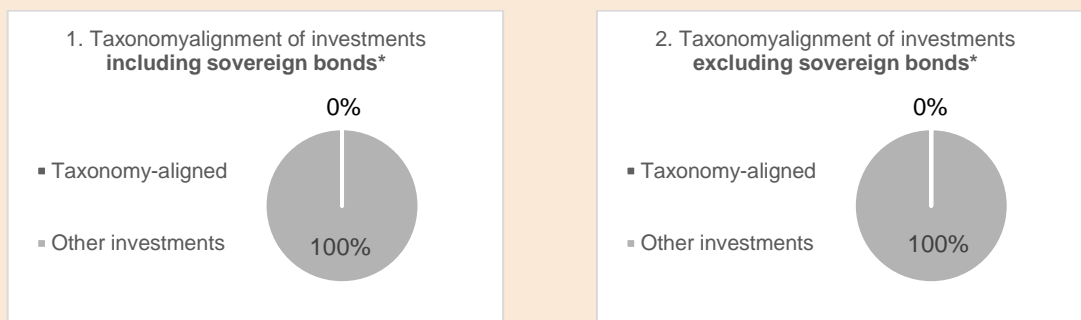 1. Taxonomyalignment of investments
including sovereign bonds*
0%
Taxonomy-aligned
Other investments
100%
2. Taxonomyalignment of investments
excluding sovereign bonds*
0%
Taxonomy-aligned
Other investments
100%